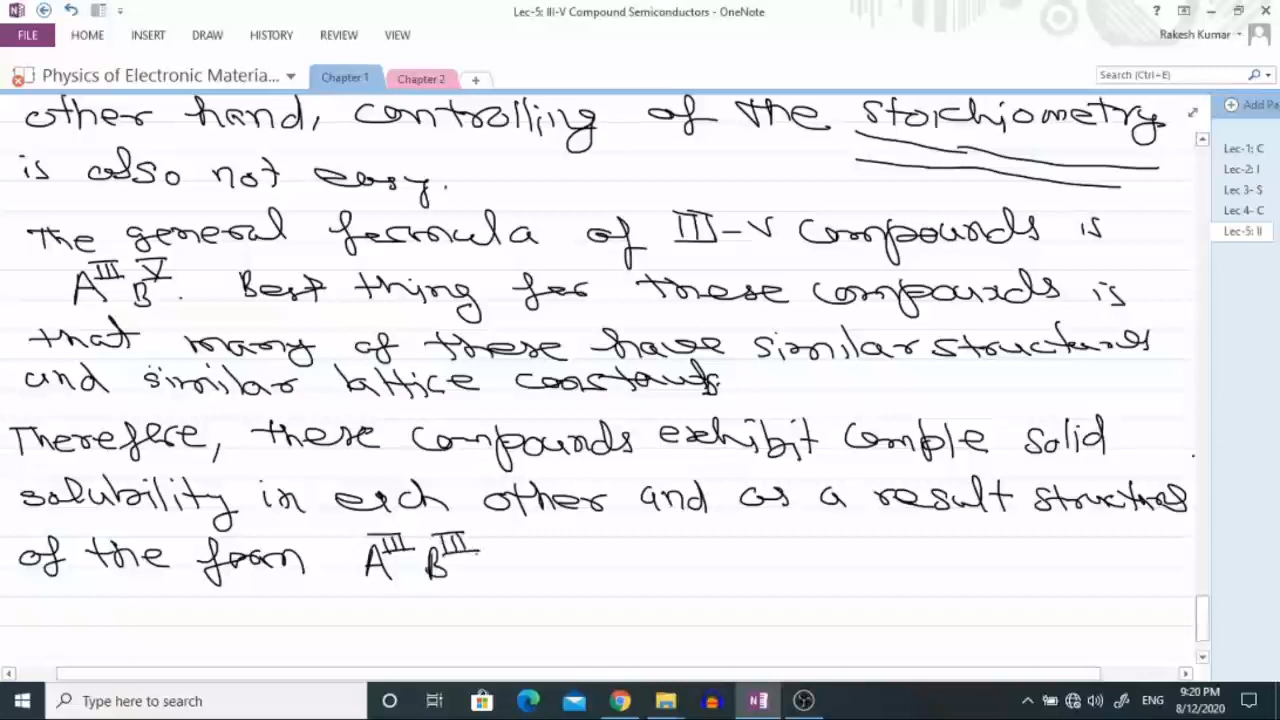 Lec-5: III-V Compound Semiconductors - OneNote
FILE HOME INSERT DRAW HISTORY REVIEW VIEW
Rakesh Kumar
Physics of Electronic Materia... Chapter 1 Chapter 2
Search (Ctrl+E)
Add Pa
Lec-1: C
Lec-2: I
Lec 3- S
Lec 4- C
Lec-5: II
other hand, controlling of the stoichiometry
is also not easy.
The general formula of III-V compounds is
A^III B^V. Best thing for these compounds is
that many of these have similar structures
and similar lattice constants
Therefore, these compounds exhibit comple solid
solubility in each other and as a result structures
of the from A^III B^III
Type here to search
ENG
9:20 PM
8/12/2020